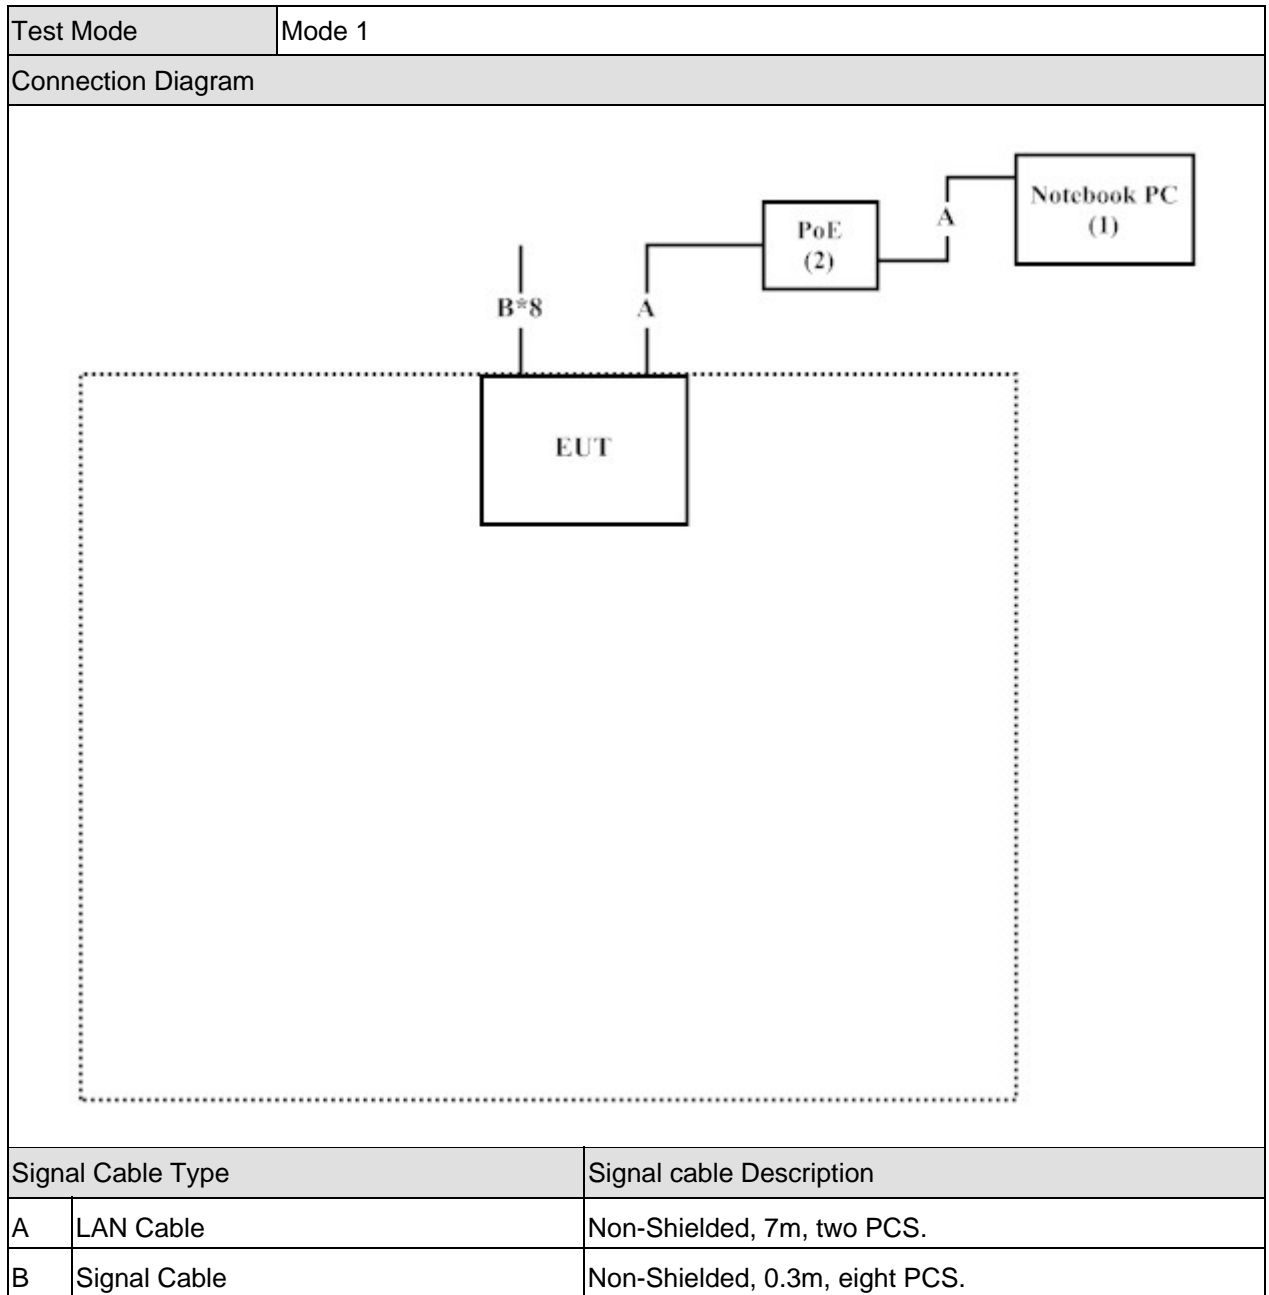 Test Mode Mode 1
Connection Diagram
Notebook PC
(1)
A
PoE
(2)
B*8
A
EUT
Signal Cable Type Signal cable Description
A LAN Cable Non-Shielded, 7m, two PCS.
B Signal Cable Non-Shielded, 0.3m, eight PCS.